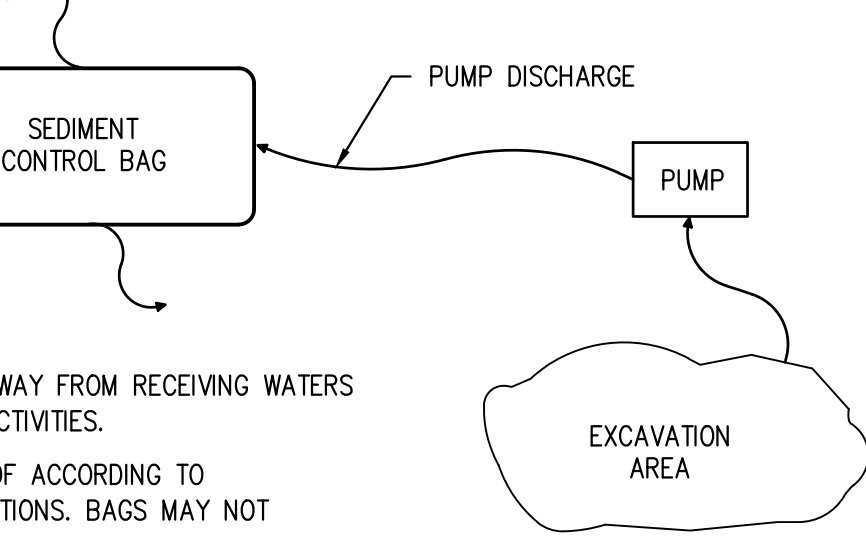 PUMP DISCHARGE
SEDIMENT
CONTROL BAG
PUMP
WAY FROM RECEIVING WATERS
CTIVITIES.
OF ACCORDING TO
TIONS. BAGS MAY NOT
EXCAVATION
AREA